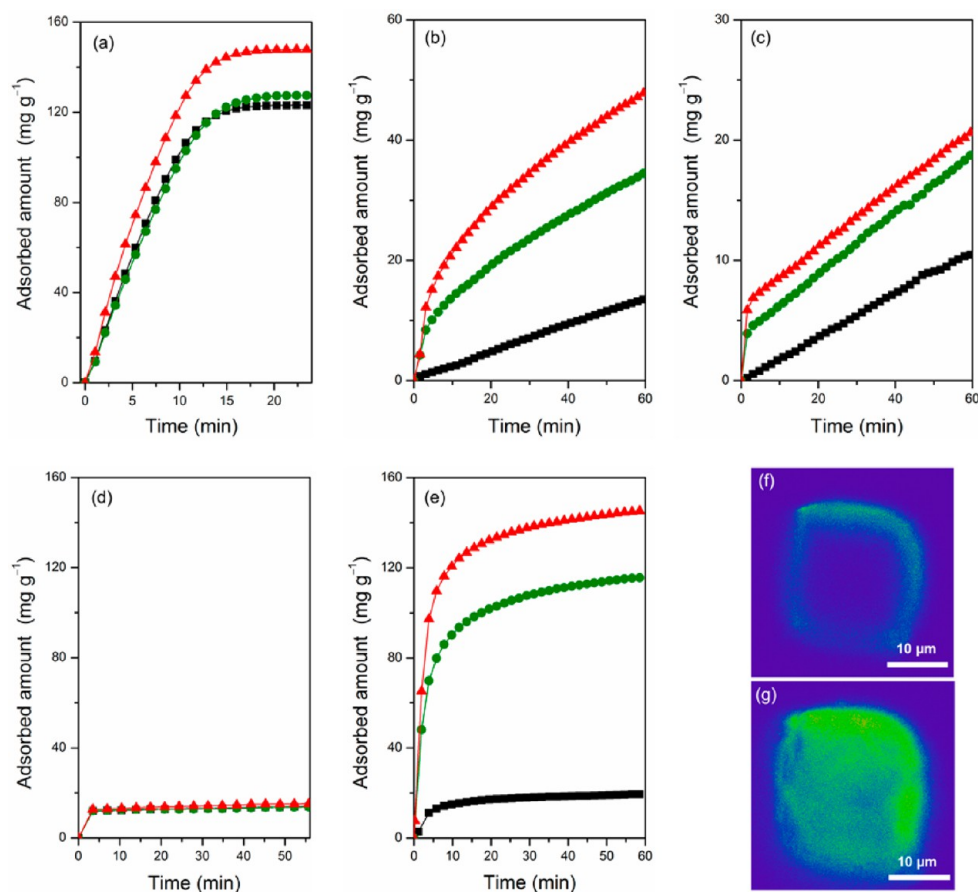 (a)
160
120
80
40
0
Adsorbed amount (mg g⁻¹)
0 5 10 15 20
Time (min)
(b)
60
40
20
0
Adsorbed amount (mg g⁻¹)
0 20 40 60
Time (min)
(c)
30
20
10
0
Adsorbed amount (mg g⁻¹)
0 20 40 60
Time (min)
(d)
160
120
80
40
0
Adsorbed amount (mg g⁻¹)
0 10 20 30 40 50
Time (min)
(e)
160
120
80
40
0
Adsorbed amount (mg g⁻¹)
0 10 20 30 40 50 60
Time (min)
(f)
10 µm
(g)
10 µm